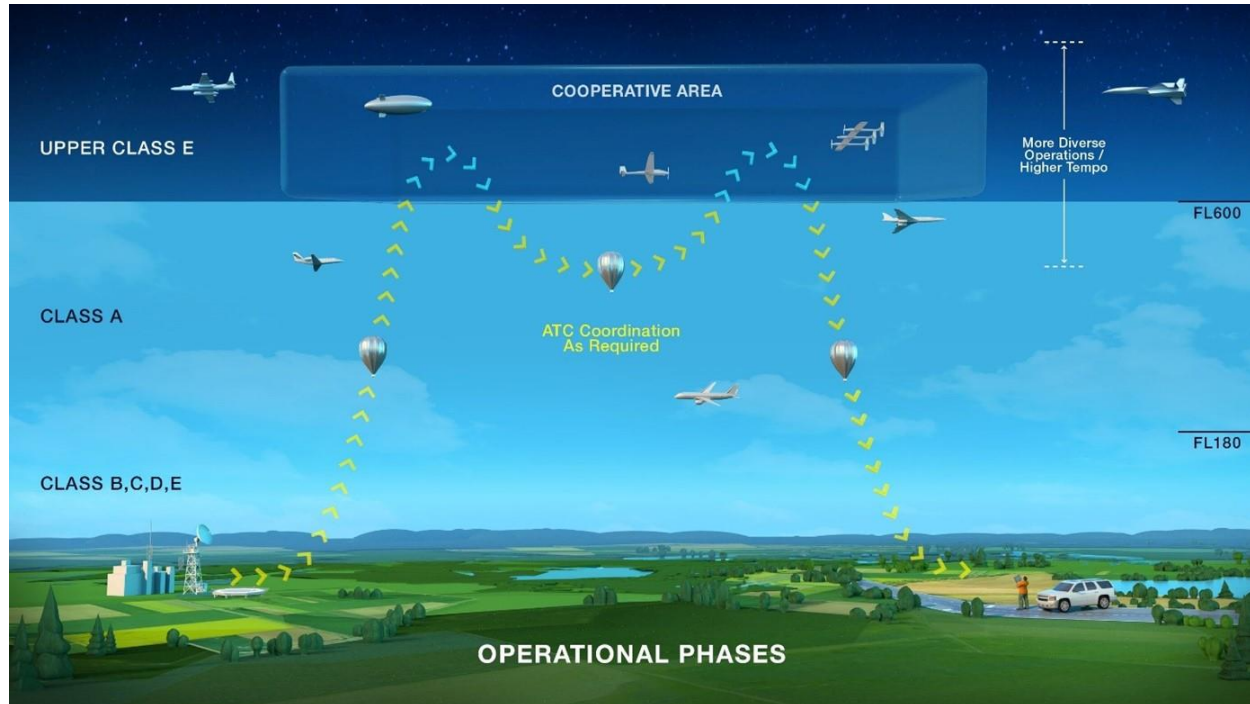 COOPERATIVE AREA
UPPER CLASS E
More Diverse
Operations /
Higher Tempo
FL600
CLASS A
ATC Coordination
As Required
FL180
CLASS B,C,D,E
OPERATIONAL PHASES